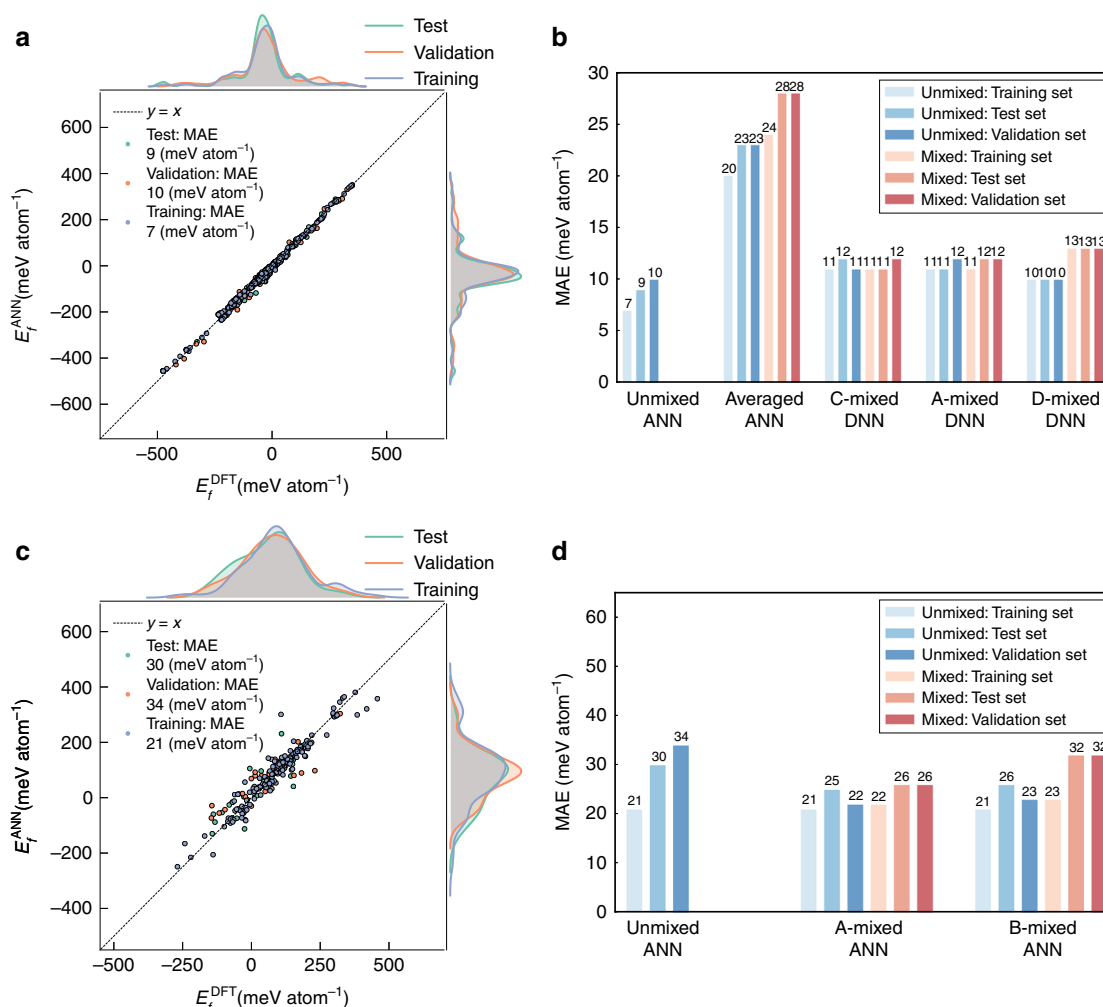 a
Test
Validation
Training
y = x
Test: MAE
9 (meV atom⁻¹)
Validation: MAE
10 (meV atom⁻¹)
Training: MAE
7 (meV atom⁻¹)
600
400
200
0
−200
−400
−600
E_f^ANN(meV atom⁻¹)
−500
0
500
E_f^DFT(meV atom⁻¹)
b
30
25
20
15
10
5
0
MAE (meV atom⁻¹)
Unmixed: Training set
Unmixed: Test set
Unmixed: Validation set
Mixed: Training set
Mixed: Test set
Mixed: Validation set
7 9 10
20 23 23 24 28 28
11 12 11 11 11 12
11 11 12 11 12 12
10 10 10 13 13 13
Unmixed
ANN
Averaged
ANN
C-mixed
DNN
A-mixed
DNN
D-mixed
DNN
c
Test
Validation
Training
y = x
Test: MAE
30 (meV atom⁻¹)
Validation: MAE
34 (meV atom⁻¹)
Training: MAE
21 (meV atom⁻¹)
600
400
200
0
−200
−400
E_f^ANN(meV atom⁻¹)
−500
−250
0
250
500
E_f^DFT(meV atom⁻¹)
d
60
50
40
30
20
10
0
MAE (meV atom⁻¹)
Unmixed: Training set
Unmixed: Test set
Unmixed: Validation set
Mixed: Training set
Mixed: Test set
Mixed: Validation set
21 30 34
21 25 22 22 26 26
21 26 23 23 32 32
Unmixed
ANN
A-mixed
ANN
B-mixed
ANN